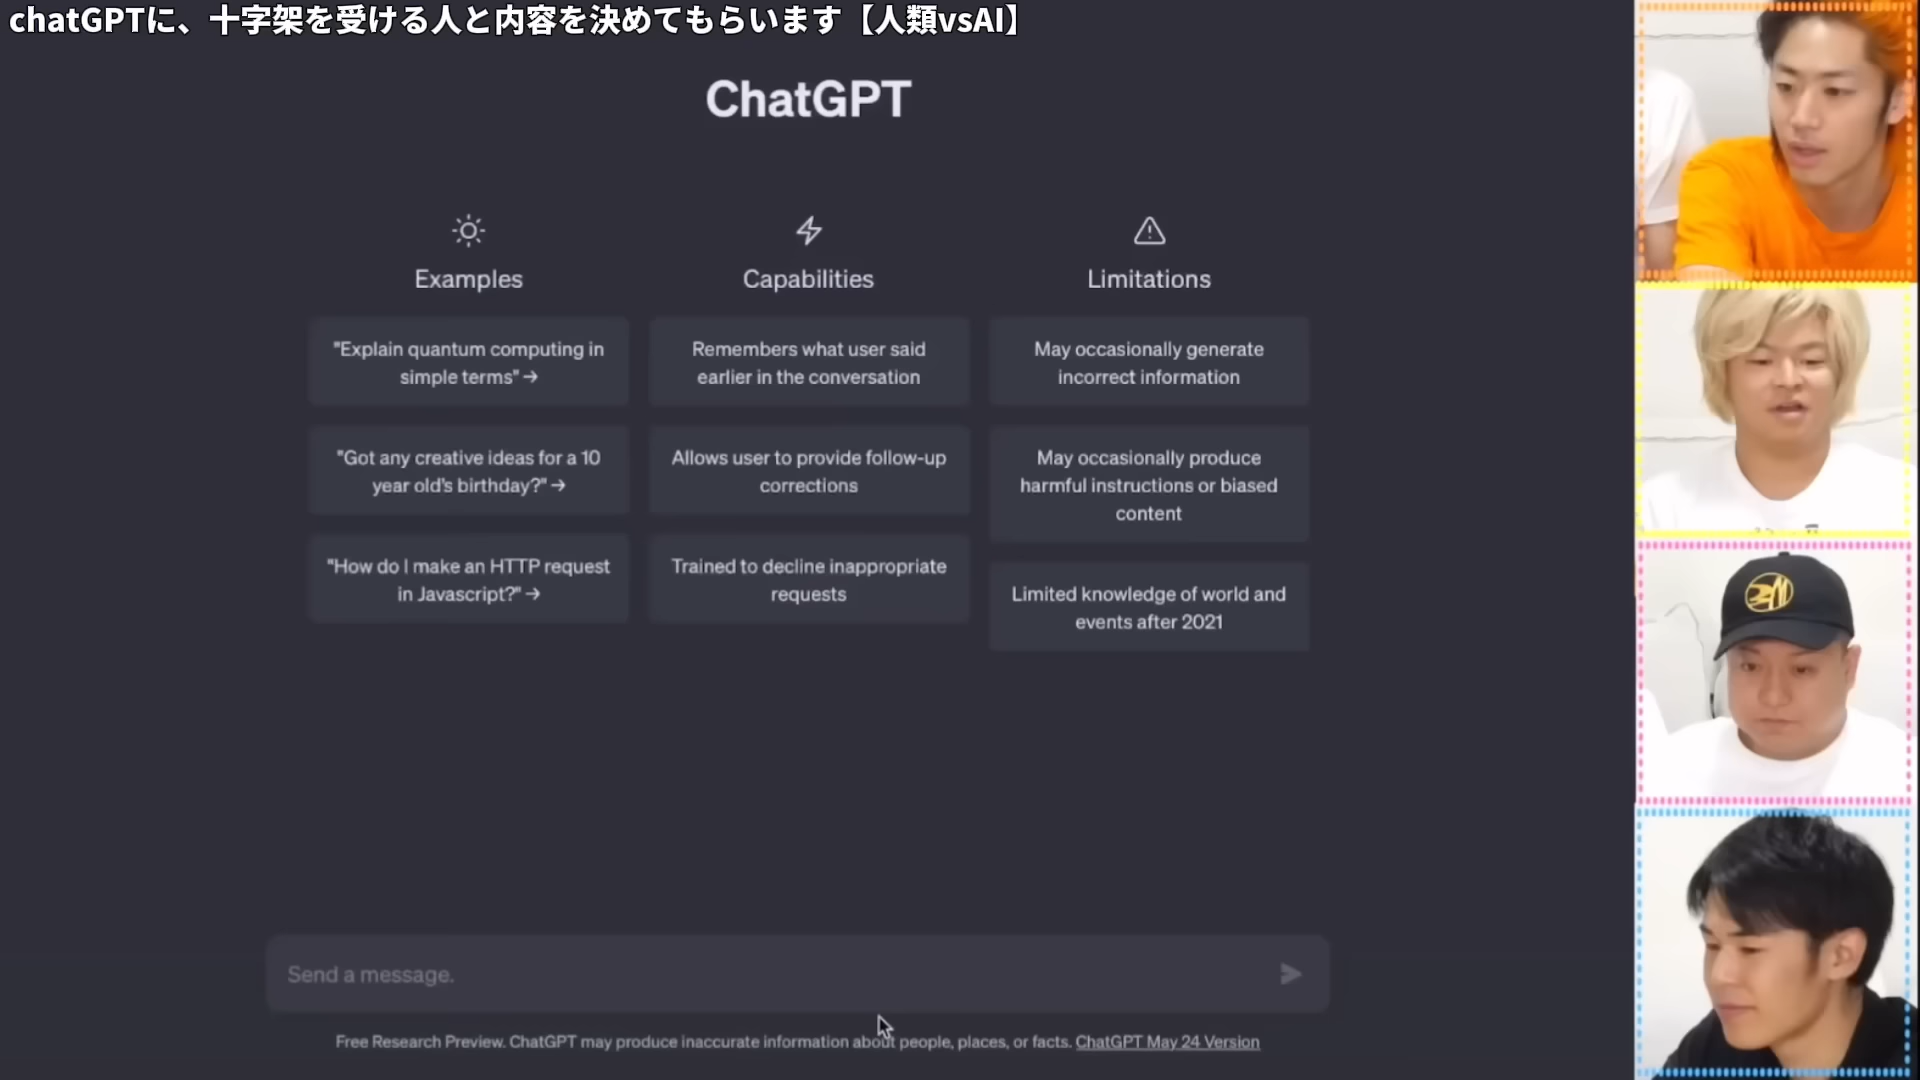 chatGPTに、十字架を受ける人と内容を決めてもらいます【人類vsAI】
ChatGPT
Examples
"Explain quantum computing in
simple terms" →
"Got any creative ideas for a 10
year old's birthday?" →
"How do I make an HTTP request
in Javascript?" →
Capabilities
Remembers what user said
earlier in the conversation
Allows user to provide follow-up
corrections
Trained to decline inappropriate
requests
Limitations
May occasionally generate
incorrect information
May occasionally produce
harmful instructions or biased
content
Limited knowledge of world and
events after 2021
Send a message.
Free Research Preview. ChatGPT may produce inaccurate information about people, places, or facts. ChatGPT May 24 Version